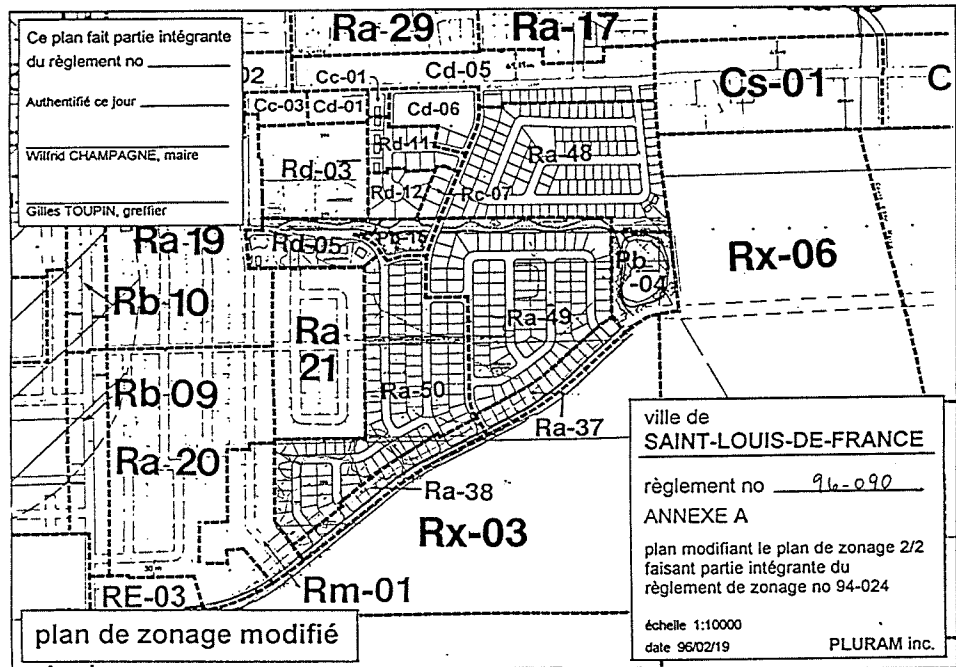 Ce plan fait partie intégrante
du règlement no
Authentifié ce jour
Wilfrid CHAMPAGNE, maire
Gilles TOUPIN, greffier
Ra-29
Ra-17
Cd-05
Cc-01
Cs-01
C
02
Cc-03
Cd-01
Cd-06
Rd-11
Ra-48
Rd-03
Rd-12
Rc-07
Ra-19
Rd-05
Rx-06
Pb
-04
Rb-10
Ra
21
Ra-49
Rb-09
Ra-50
Ra-37
Ra-20
Ra-38
Rx-03
Rm-01
RE-03
30 m
plan de zonage modifié
ville de
SAINT-LOUIS-DE-FRANCE
règlement no 96-090
ANNEXE A
plan modifiant le plan de zonage 2/2
faisant partie intégrante du
règlement de zonage no 94-024
échelle 1:10000
date 96/02/19 PLURAM inc.